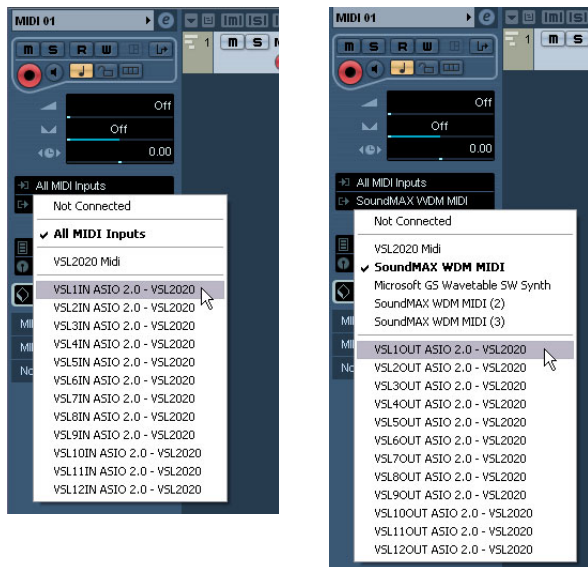 MIDI 01
m S R W
Off
Off
0.00
All MIDI Inputs
Not Connected
All MIDI Inputs
VSL2020 Midi
VSL1IN ASIO 2.0 - VSL2020
VSL2IN ASIO 2.0 - VSL2020
VSL3IN ASIO 2.0 - VSL2020
VSL4IN ASIO 2.0 - VSL2020
VSL5IN ASIO 2.0 - VSL2020
VSL6IN ASIO 2.0 - VSL2020
VSL7IN ASIO 2.0 - VSL2020
VSL8IN ASIO 2.0 - VSL2020
VSL9IN ASIO 2.0 - VSL2020
VSL10IN ASIO 2.0 - VSL2020
VSL11IN ASIO 2.0 - VSL2020
VSL12IN ASIO 2.0 - VSL2020
MI
MI
No
m S
1 m S
MIDI 01
m S R W
Off
Off
0.00
All MIDI Inputs
SoundMAX WDM MIDI
Not Connected
VSL2020 Midi
SoundMAX WDM MIDI
Microsoft GS Wavetable SW Synth
SoundMAX WDM MIDI (2)
SoundMAX WDM MIDI (3)
VSL1OUT ASIO 2.0 - VSL2020
VSL2OUT ASIO 2.0 - VSL2020
VSL3OUT ASIO 2.0 - VSL2020
VSL4OUT ASIO 2.0 - VSL2020
VSL5OUT ASIO 2.0 - VSL2020
VSL6OUT ASIO 2.0 - VSL2020
VSL7OUT ASIO 2.0 - VSL2020
VSL8OUT ASIO 2.0 - VSL2020
VSL9OUT ASIO 2.0 - VSL2020
VSL10OUT ASIO 2.0 - VSL2020
VSL11OUT ASIO 2.0 - VSL2020
VSL12OUT ASIO 2.0 - VSL2020
MI
MI
No
m S
1 m S